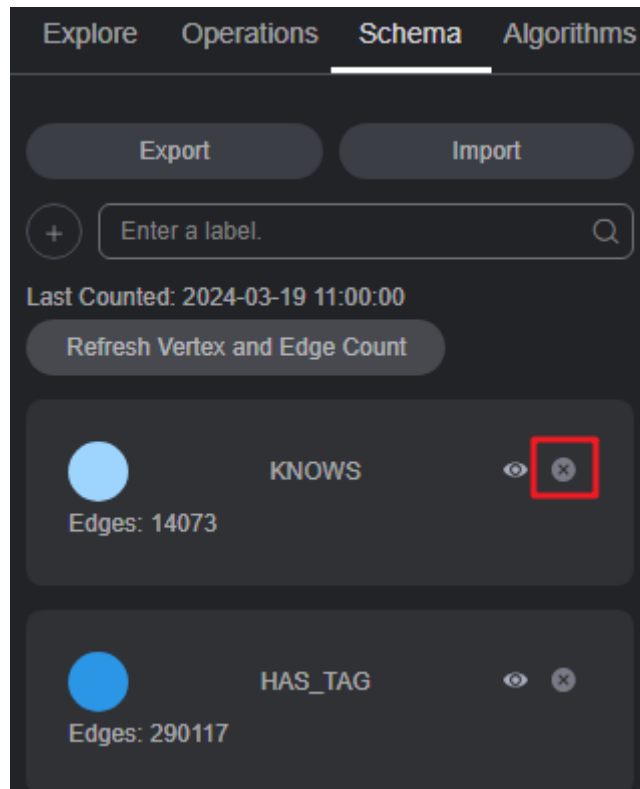 Explore Operations Schema Algorithms
Export Import
+ Enter a label.
Last Counted: 2024-03-19 11:00:00
Refresh Vertex and Edge Count
KNOWS
Edges: 14073
HAS_TAG
Edges: 290117